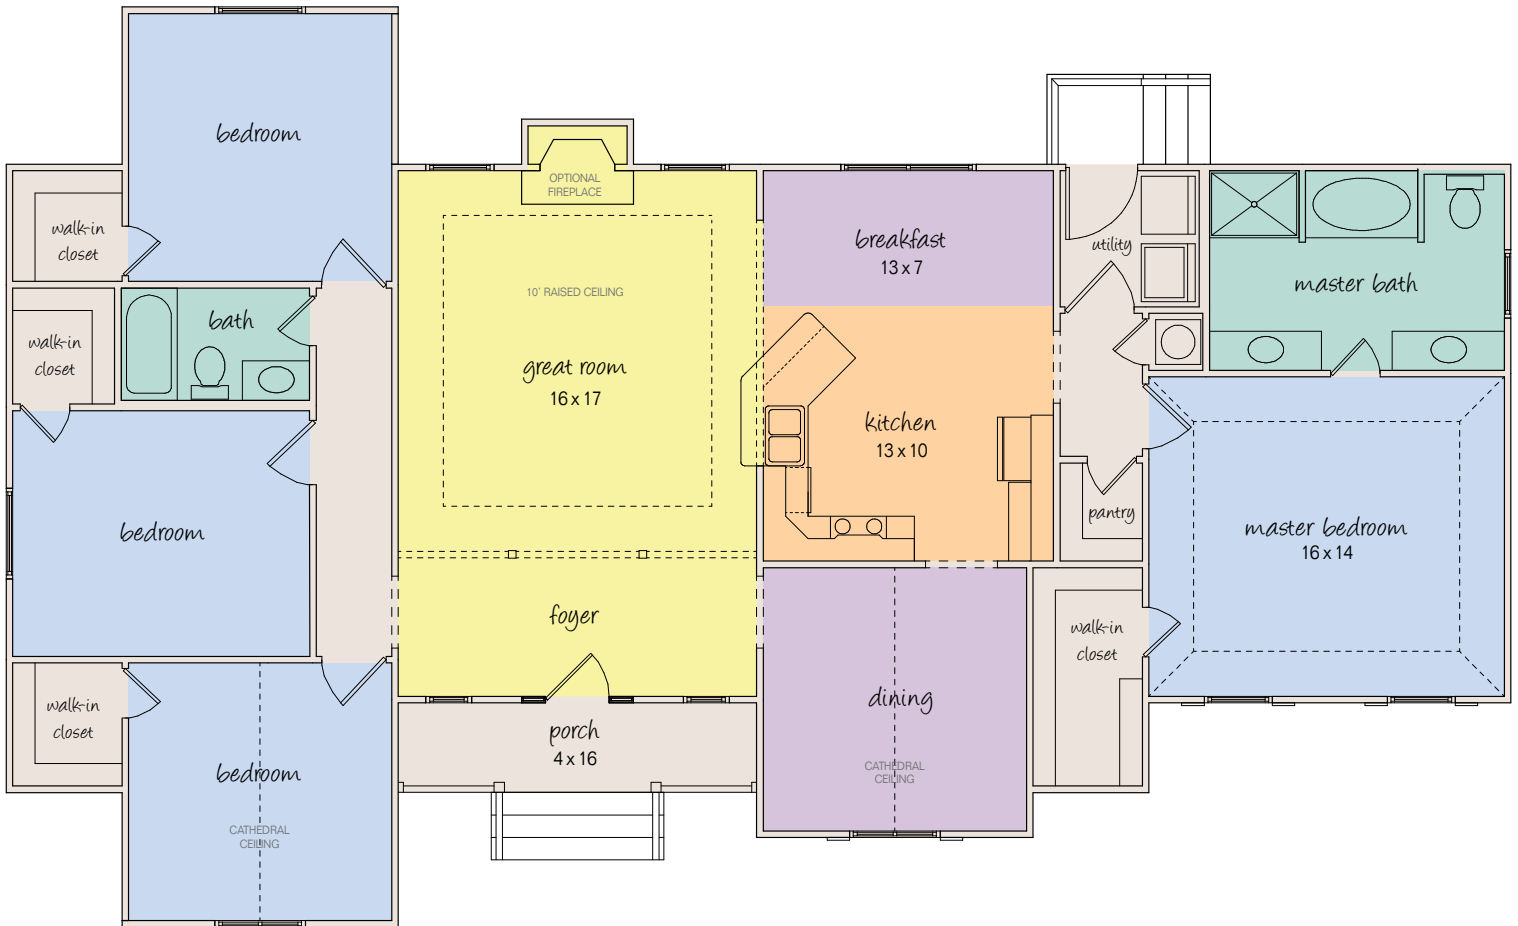 bedroom
walk-in
closet
walk-in
closet
bath
bedroom
walk-in
closet
bedroom
CATHEDRAL
CEILING
OPTIONAL
FIREPLACE
10' RAISED CEILING
great room
16 x 17
foyer
porch
4 x 16
breakfast
13 x 7
kitchen
13 x 10
dining
CATHEDRAL
CEILING
utility
pantry
walk-in
closet
master bath
master bedroom
16 x 14